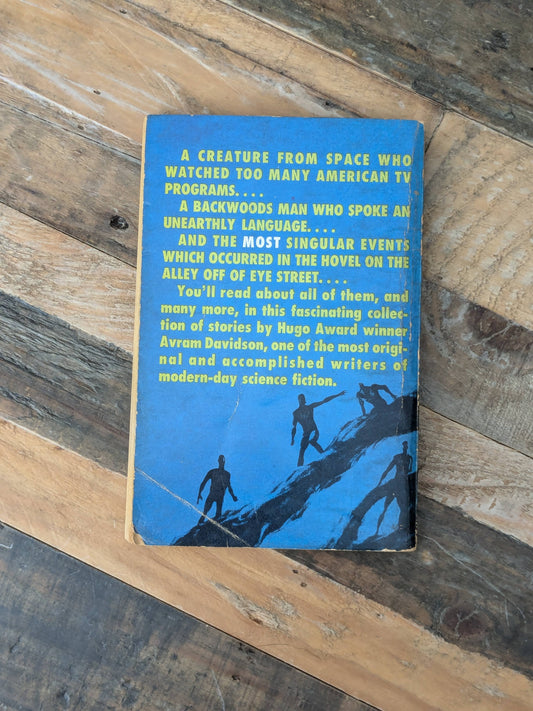 A CREATURE FROM SPACE WHO
WATCHED TOO MANY AMERICAN TV
PROGRAMS....
A BACKWOODS MAN WHO SPOKE AN
UNEARTHLY LANGUAGE....
AND THE MOST SINGULAR EVENTS
WHICH OCCURRED IN THE HOVEL ON THE
ALLEY OFF OF EYE STREET....
You'll read about all of them, and
many more, in this fascinating collec-
tion of stories by Hugo Award winner
Avram Davidson, one of the most origi-
nal and accomplished writers of
modern-day science fiction.